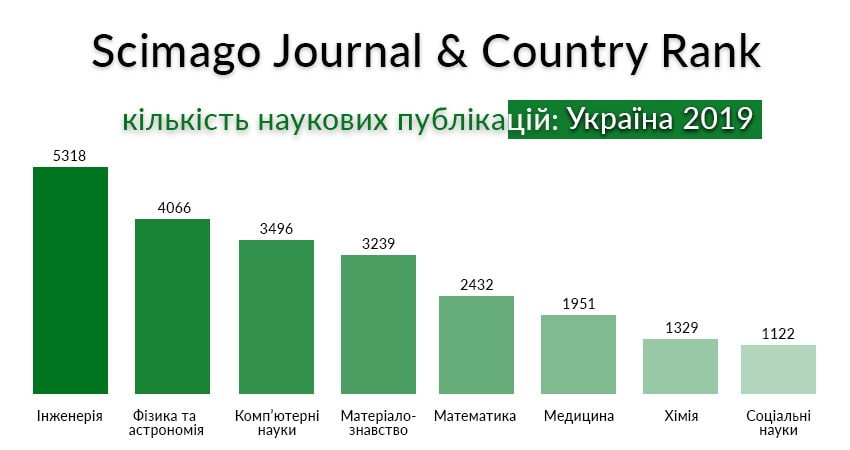 Scimago Journal & Country Rank
кількість наукових публікацій: Україна 2019
5318
4066
3496
3239
2432
1951
1329
1122
Інженерія
Фізика та
астрономія
Комп’ютерні
науки
Матеріало-
знавство
Математика
Медицина
Хімія
Соціальні
науки